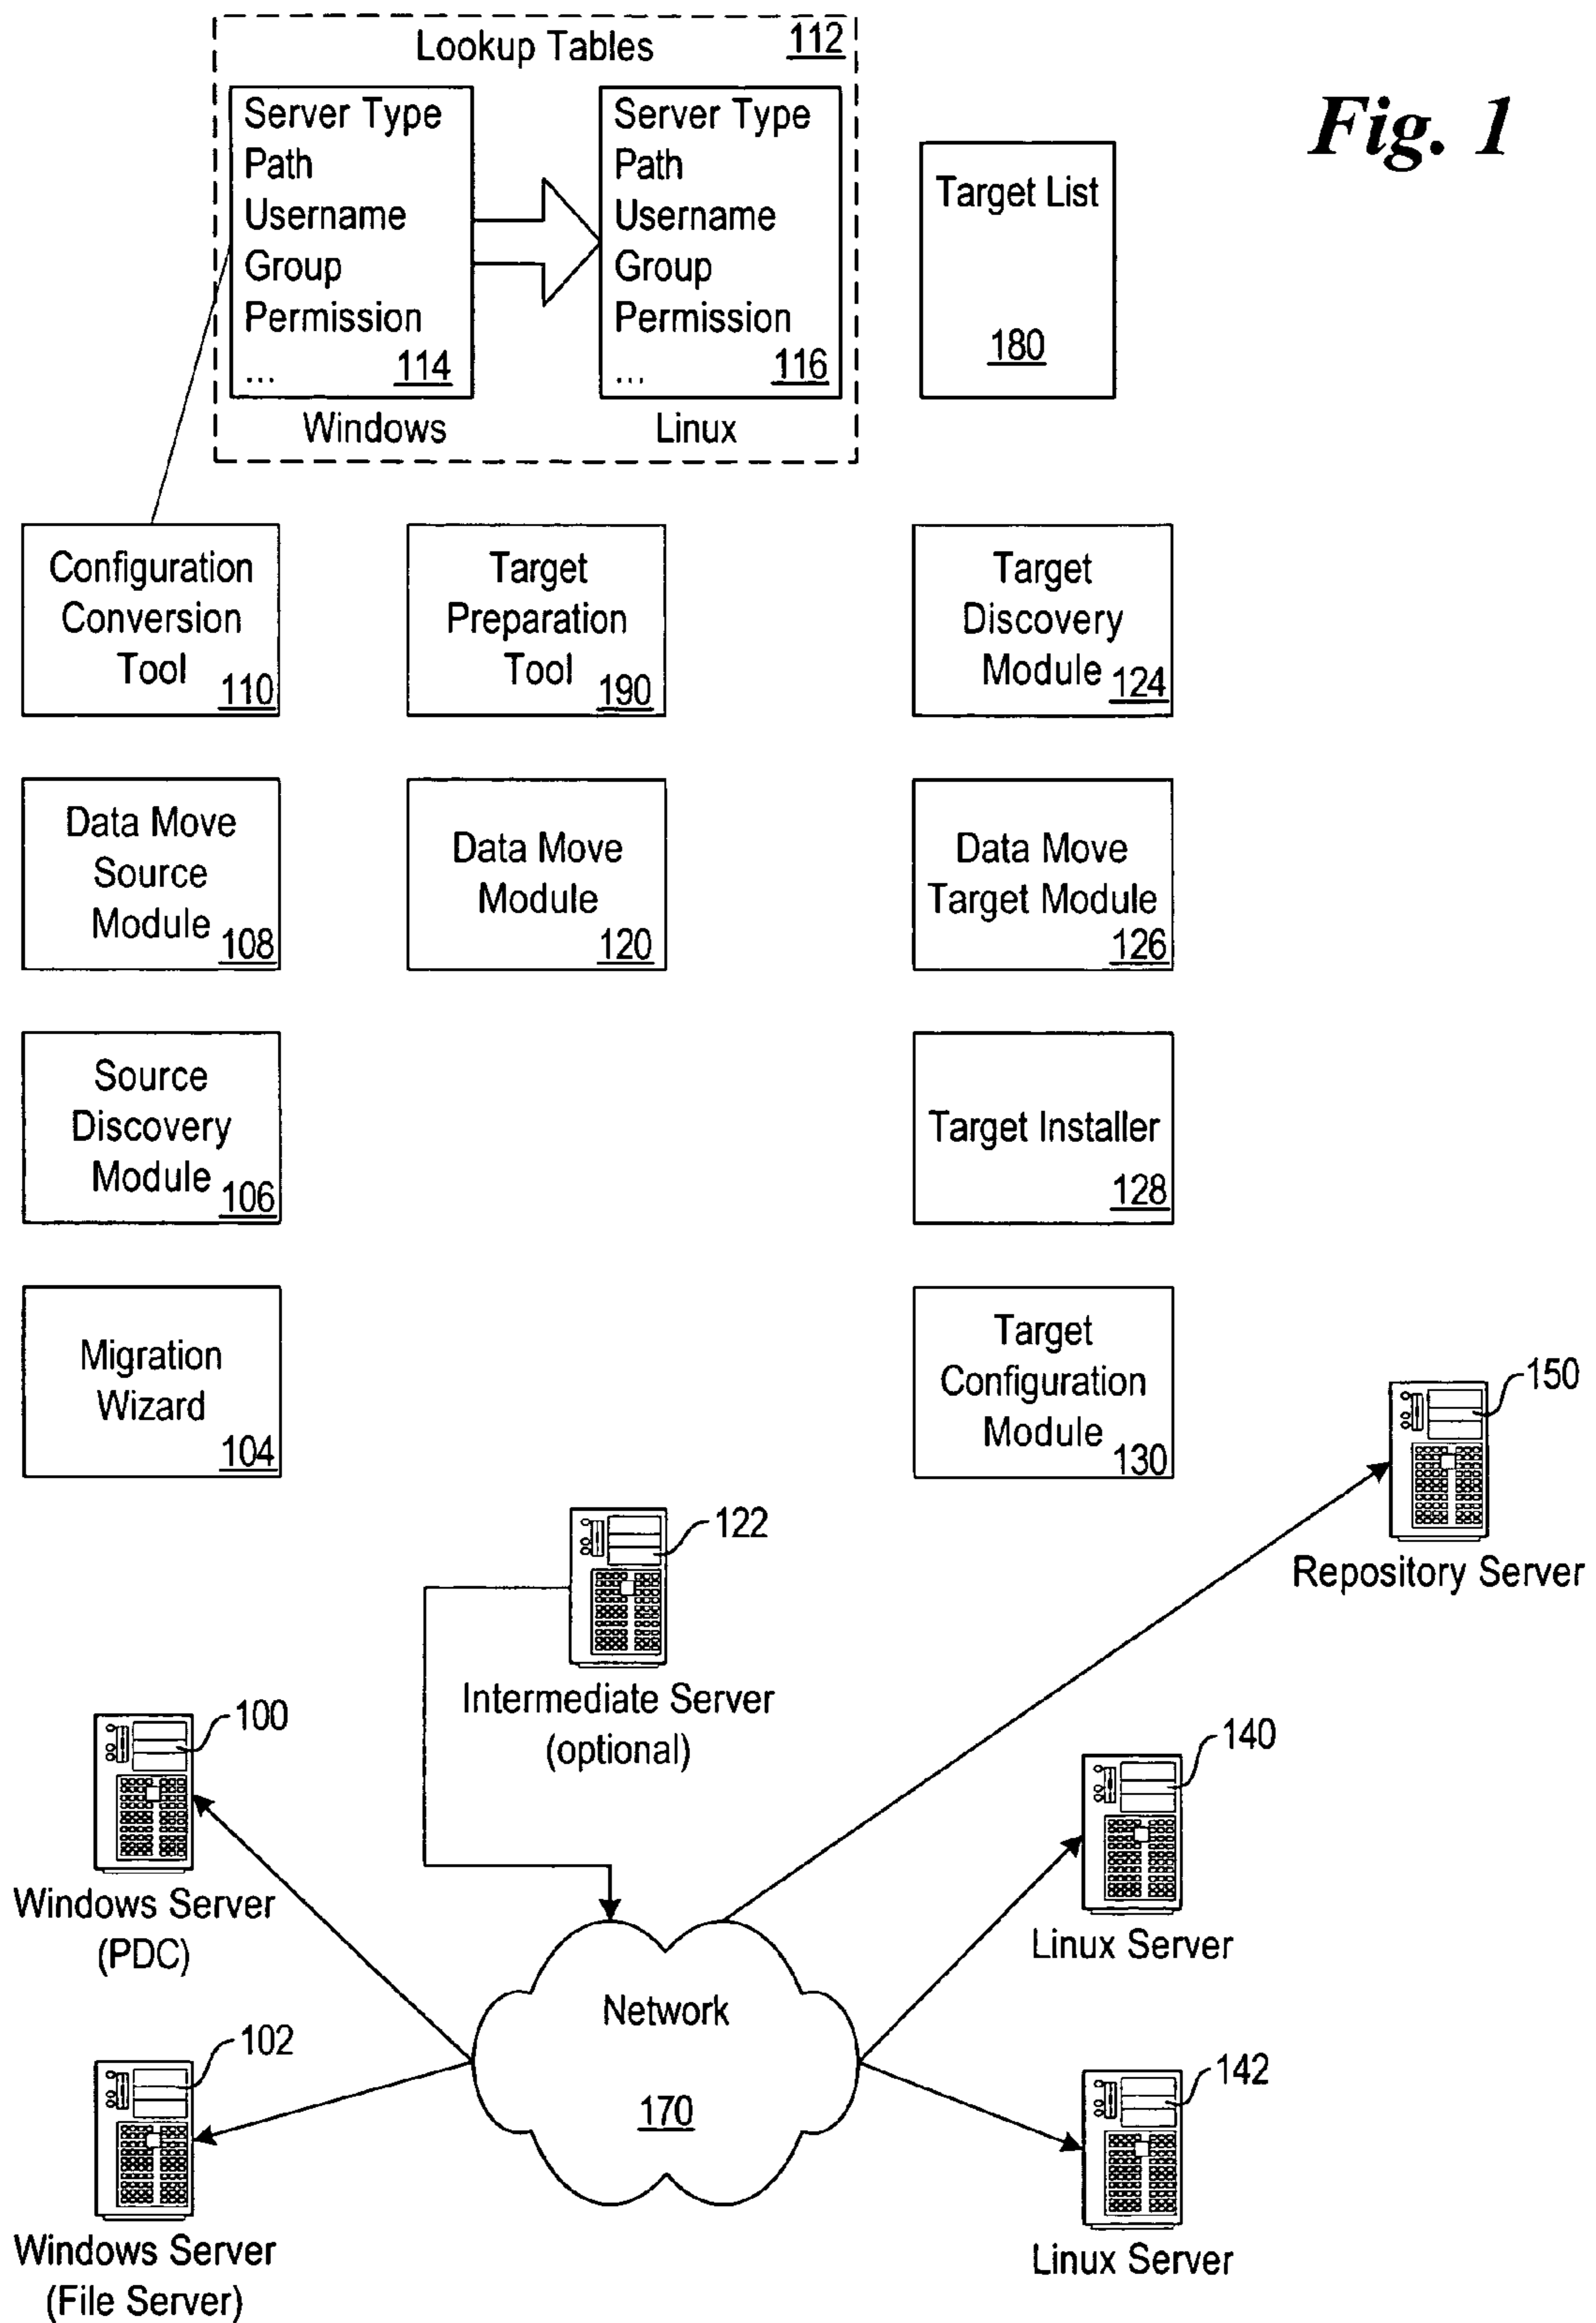 Lookup Tables 112
Fig. 1
Server Type
Path
Username
Group
Permission
... 114
Windows
Server Type
Path
Username
Group
Permission
... 116
Linux
Target List
180
Configuration
Conversion
Tool 110
Target
Preparation
Tool 190
Target
Discovery
Module 124
Data Move
Source
Module 108
Data Move
Module
120
Data Move
Target Module
126
Source
Discovery
Module 106
Target Installer
128
Migration
Wizard
104
Target
Configuration
Module 130
150
Repository Server
122
Intermediate Server
(optional)
100
Windows Server
(PDC)
140
Linux Server
Network
170
102
Windows Server
(File Server)
142
Linux Server